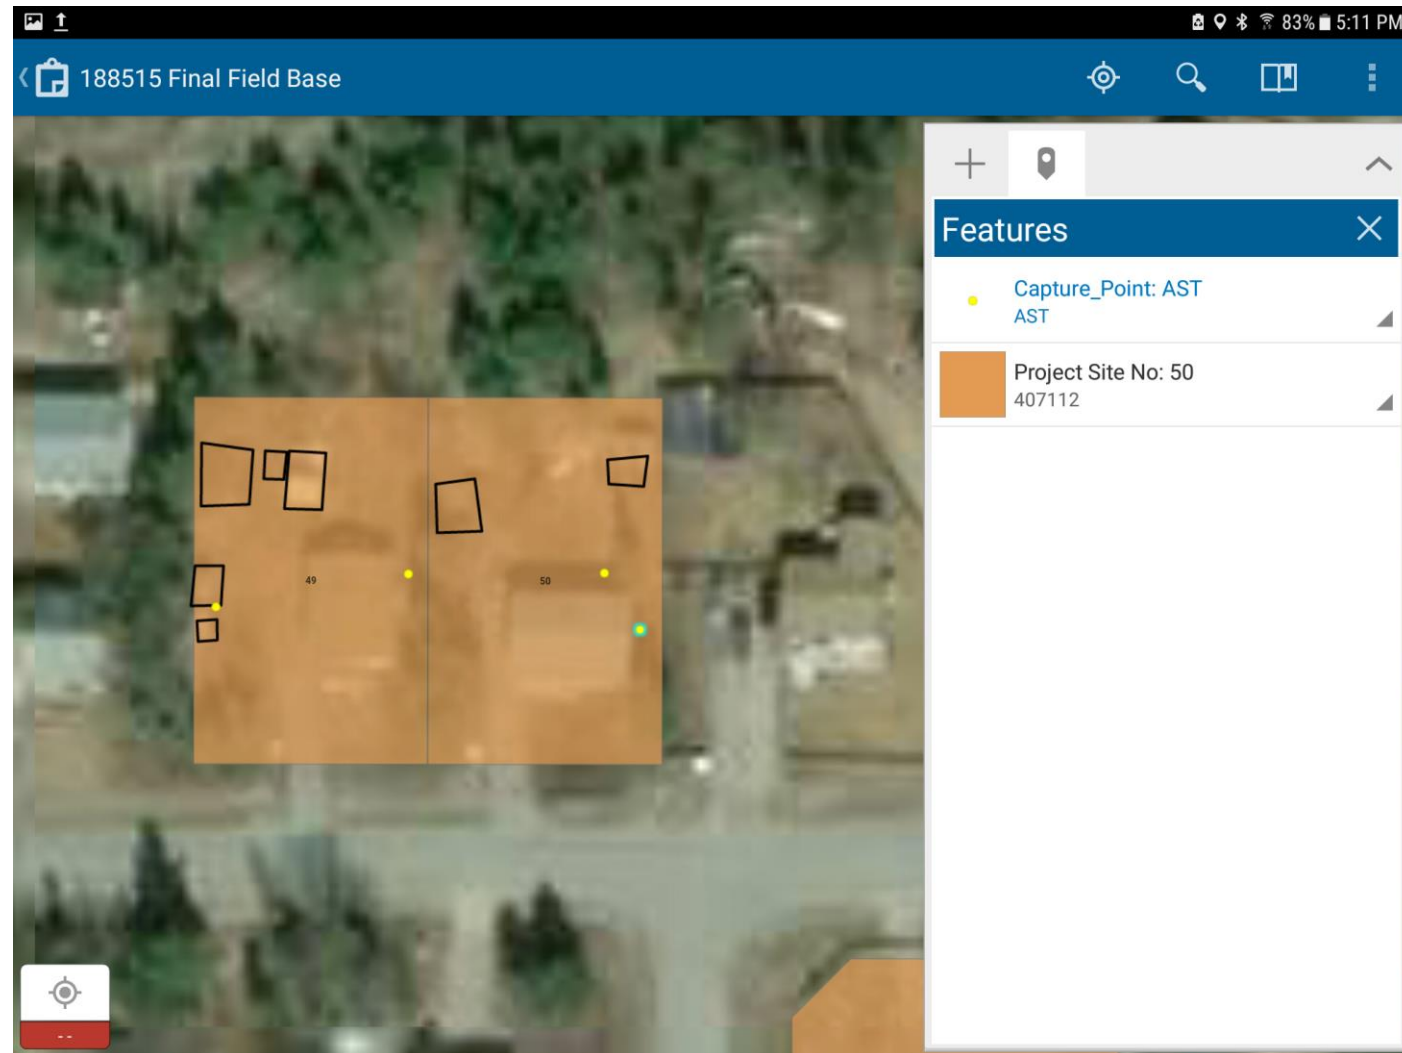 83% 5:11 PM
188515 Final Field Base
Features
Capture_Point: AST
AST
Project Site No: 50
407112
49
50
--